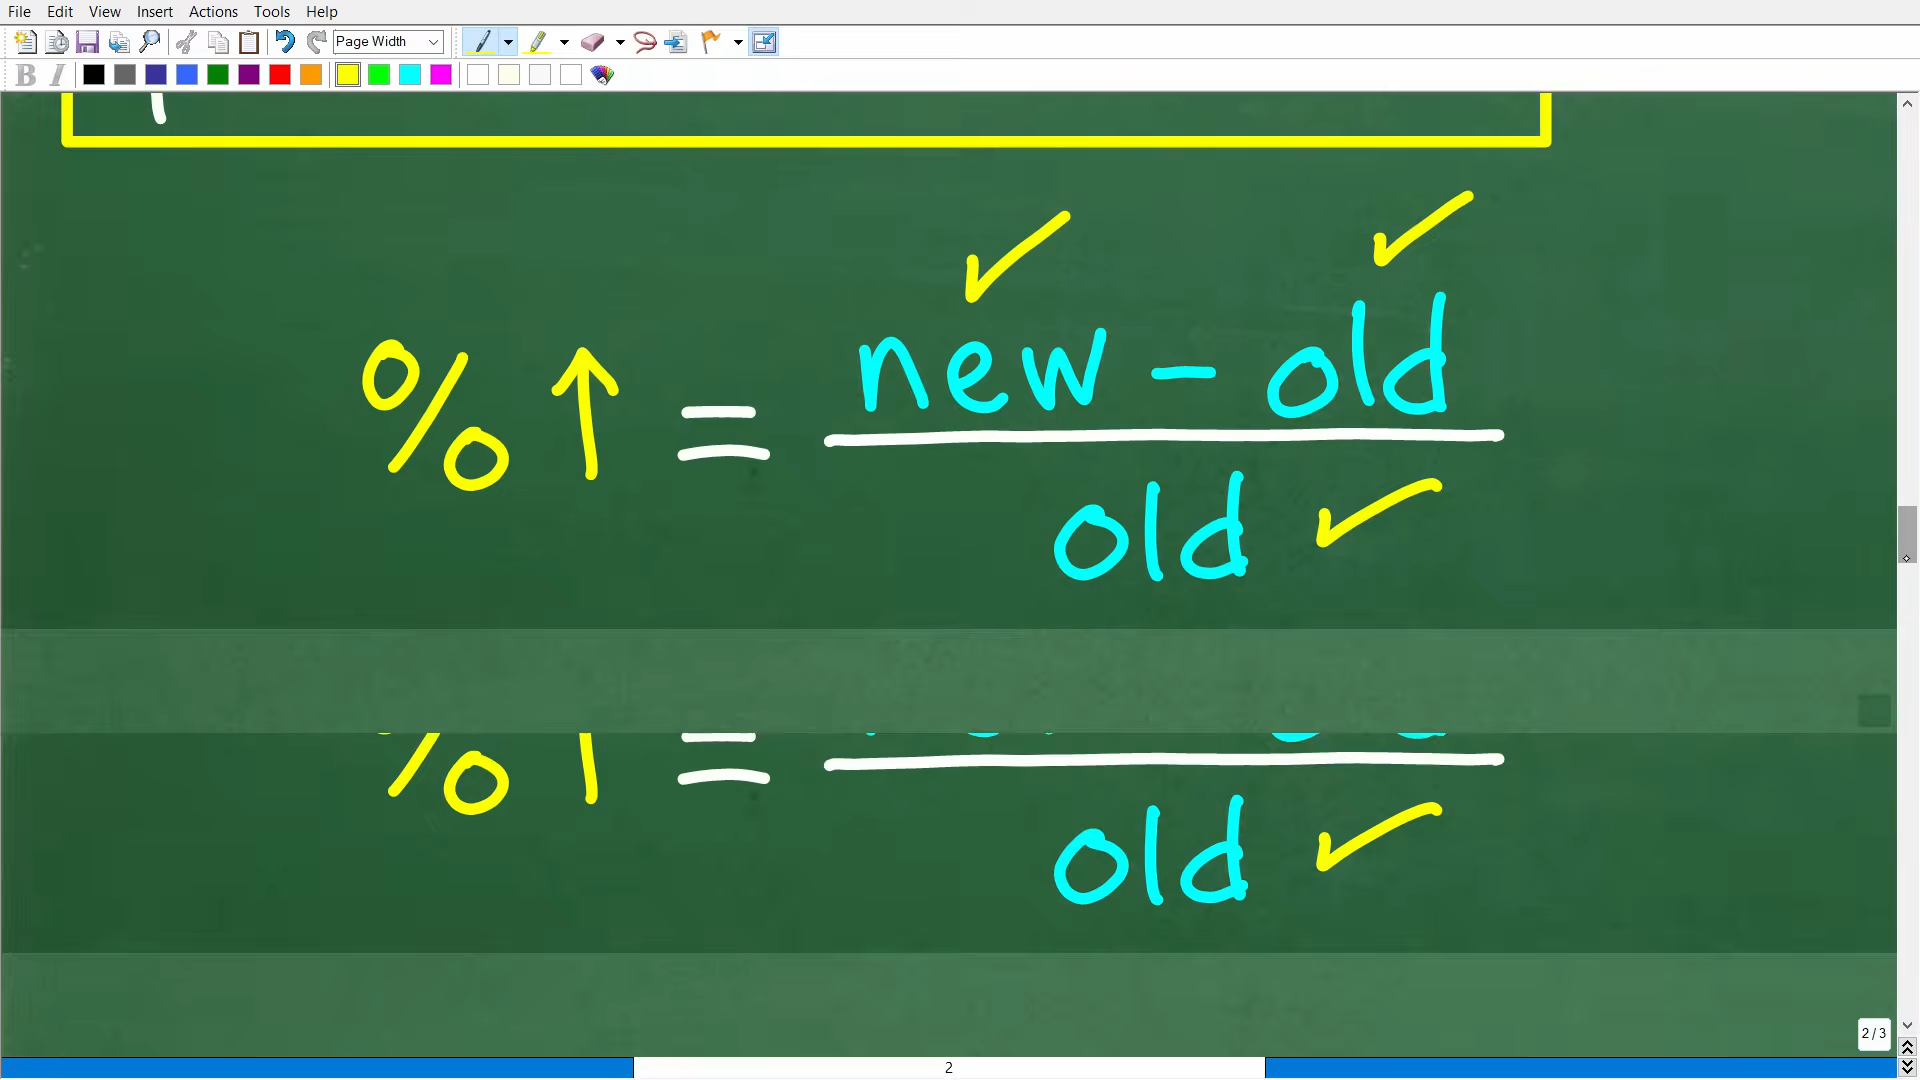 File Edit View Insert Actions Tools Help
Page Width
B I
% ↑ = new - old
old
=
old
2 / 3
2